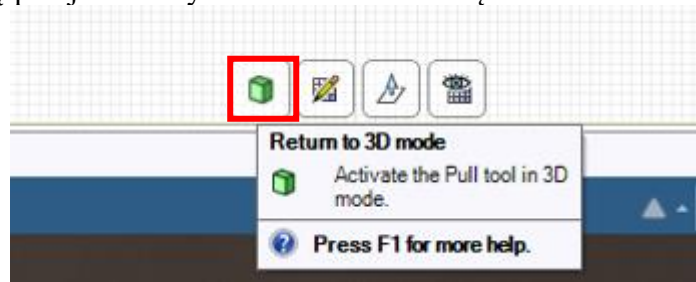 Return to 3D mode
Activate the Pull tool in 3D
mode.
Press F1 for more help.